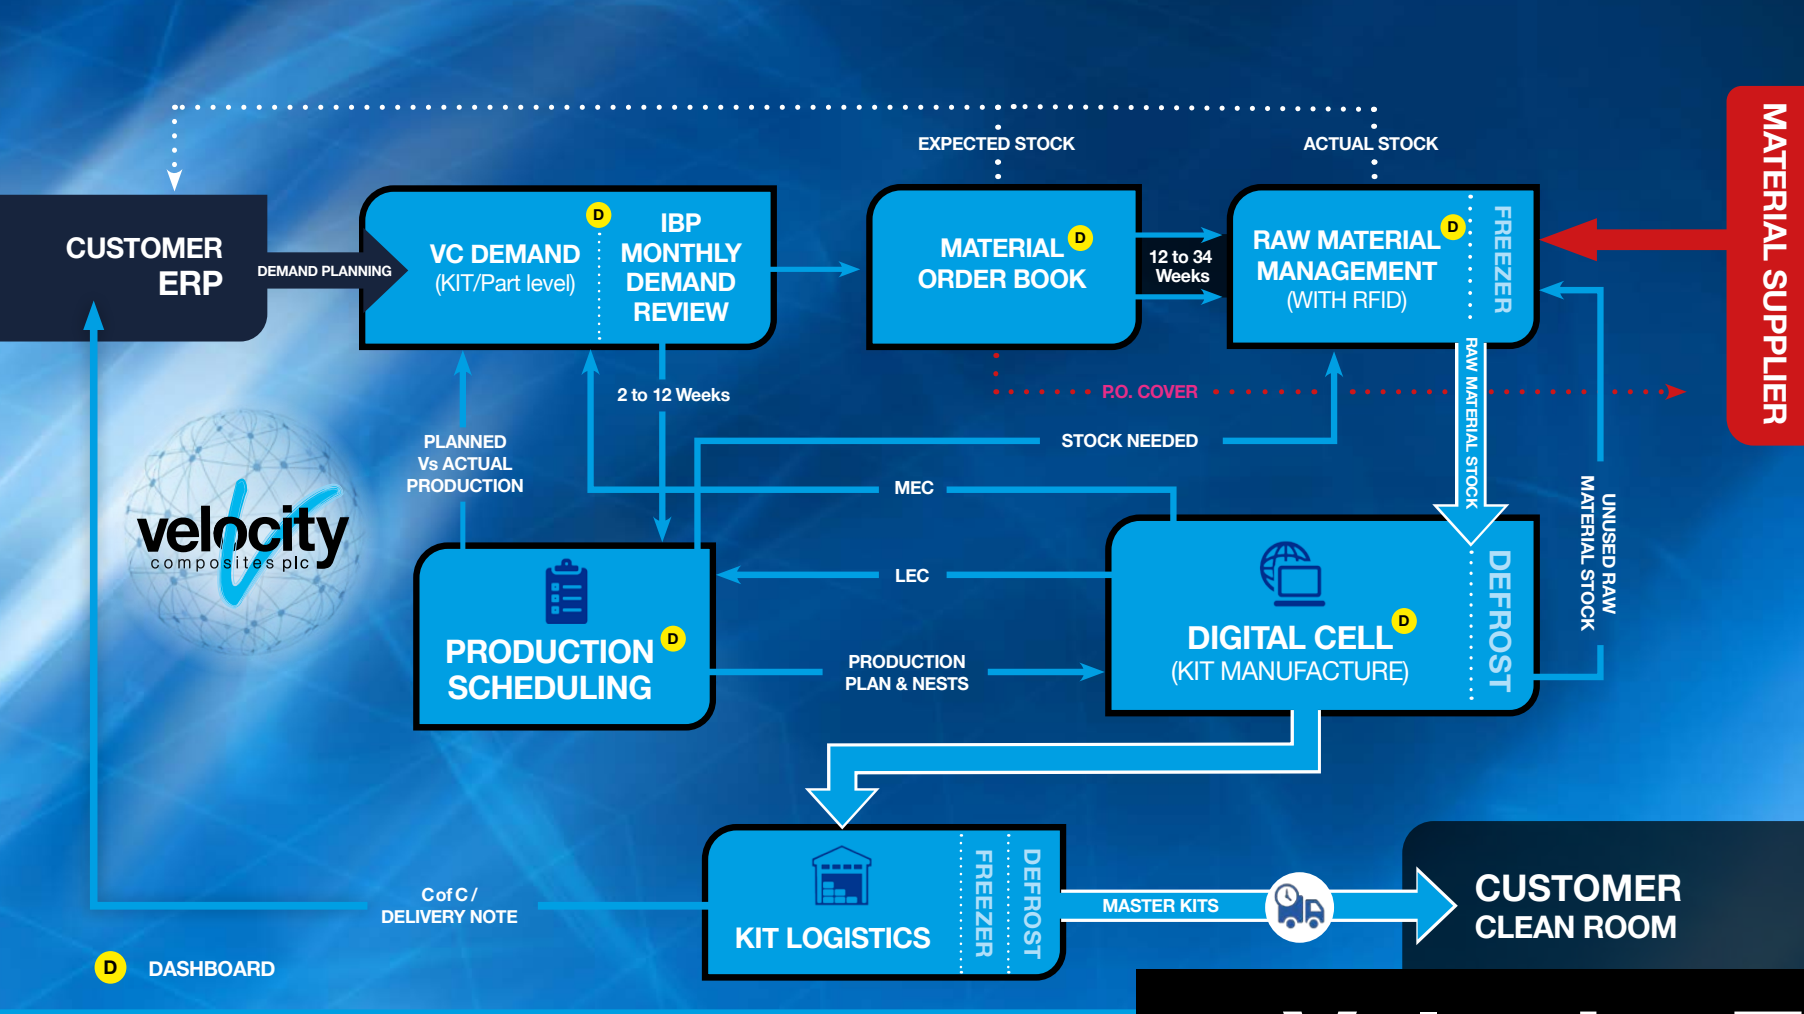 EXPECTED STOCK
ACTUAL STOCK
MATERIAL SUPPLIER
CUSTOMER
ERP
DEMAND PLANNING
VC DEMAND
(KIT/Part level)
D
IBP
MONTHLY
DEMAND
REVIEW
MATERIAL
ORDER BOOK
D
12 to 34
Weeks
RAW MATERIAL
MANAGEMENT
(WITH RFID)
D
FREEZER
2 to 12 Weeks
P.O. COVER
RAW MATERIAL STOCK
PLANNED
Vs ACTUAL
PRODUCTION
STOCK NEEDED
MEC
UNUSED RAW
MATERIAL STOCK
velocity
composites plc
LEC
PRODUCTION
SCHEDULING
D
PRODUCTION
PLAN & NESTS
DIGITAL CELL
(KIT MANUFACTURE)
D
DEFROST
KIT LOGISTICS
FREEZER
DEFROST
MASTER KITS
CUSTOMER
CLEAN ROOM
C of C /
DELIVERY NOTE
D
DASHBOARD